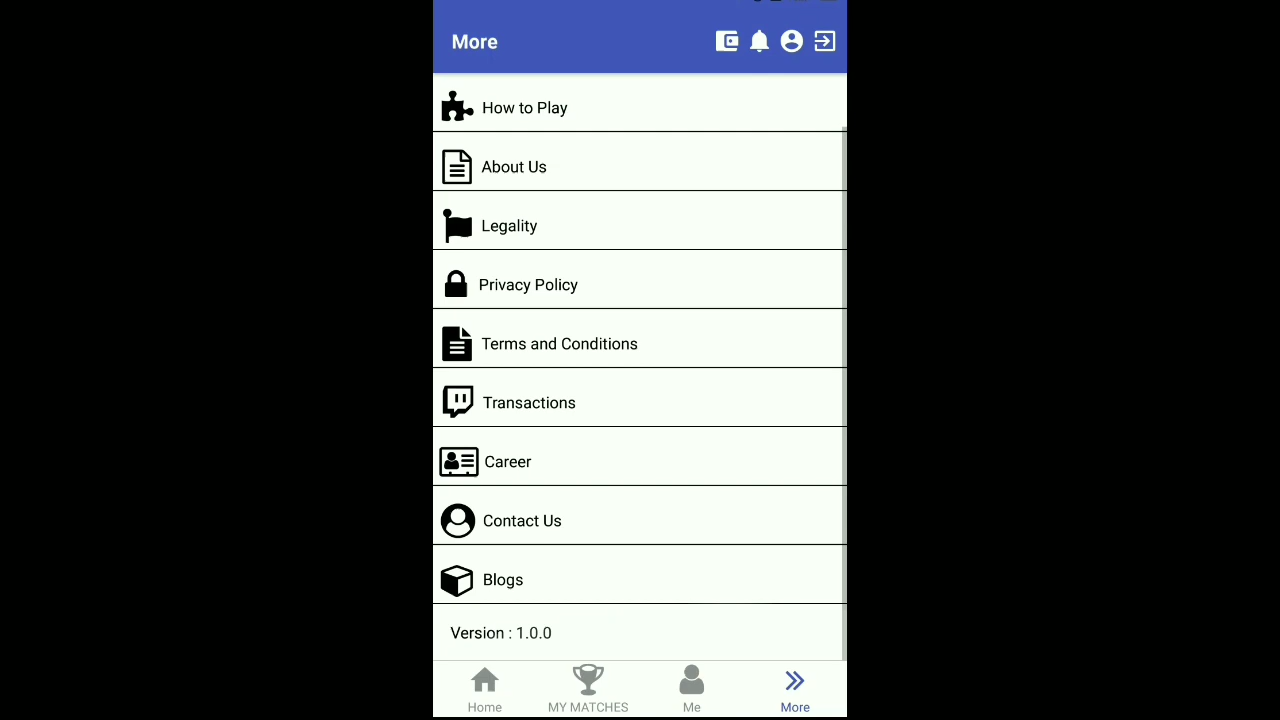 More
How to Play
About Us
Legality
Privacy Policy
Terms and Conditions
Transactions
Career
Contact Us
Blogs
Version : 1.0.0
Home
MY MATCHES
Me
More